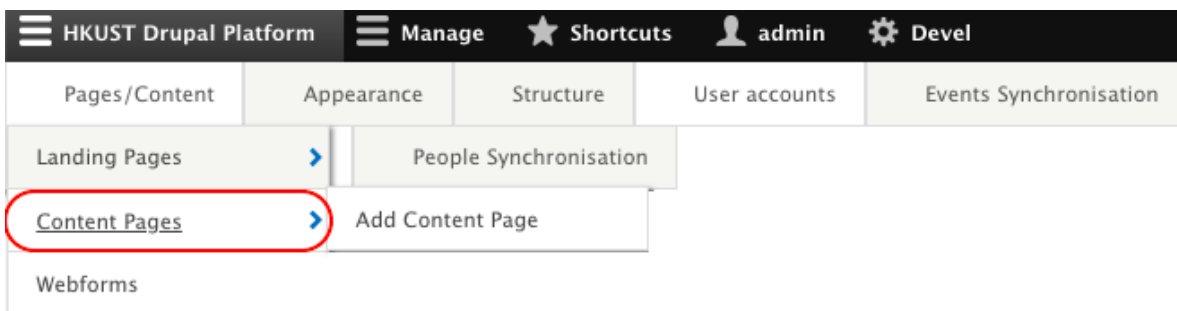 HKUST Drupal Platform Manage Shortcuts admin Devel
Pages/Content Appearance Structure User accounts Events Synchronisation
Landing Pages People Synchronisation
Content Pages Add Content Page
Webforms